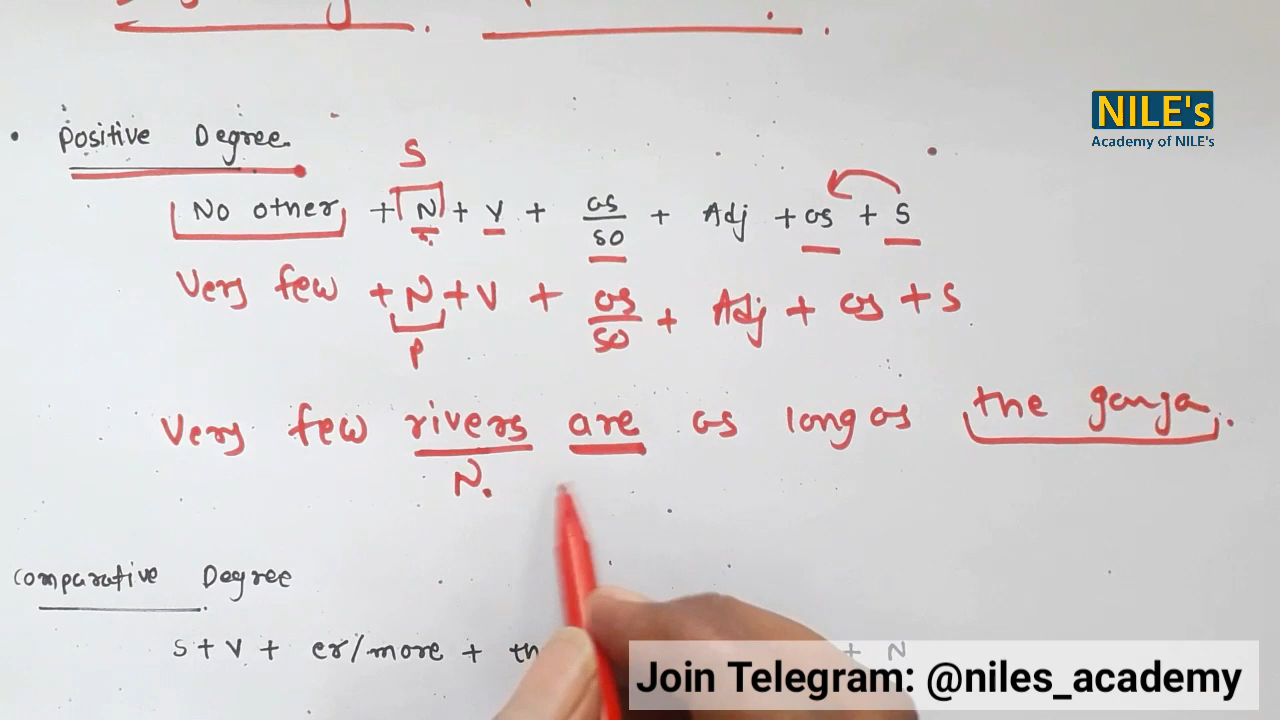 NILE's
Academy of NILE's
• Positive Degree
S
No other + N + V + as/so + Adj + as + S
Very few + N + V + as/so + Adj + as + S
P
Very few rivers are as long as the ganga.
N.
Comparative Degree
S + V + er/more + th + N
Join Telegram: @niles_academy